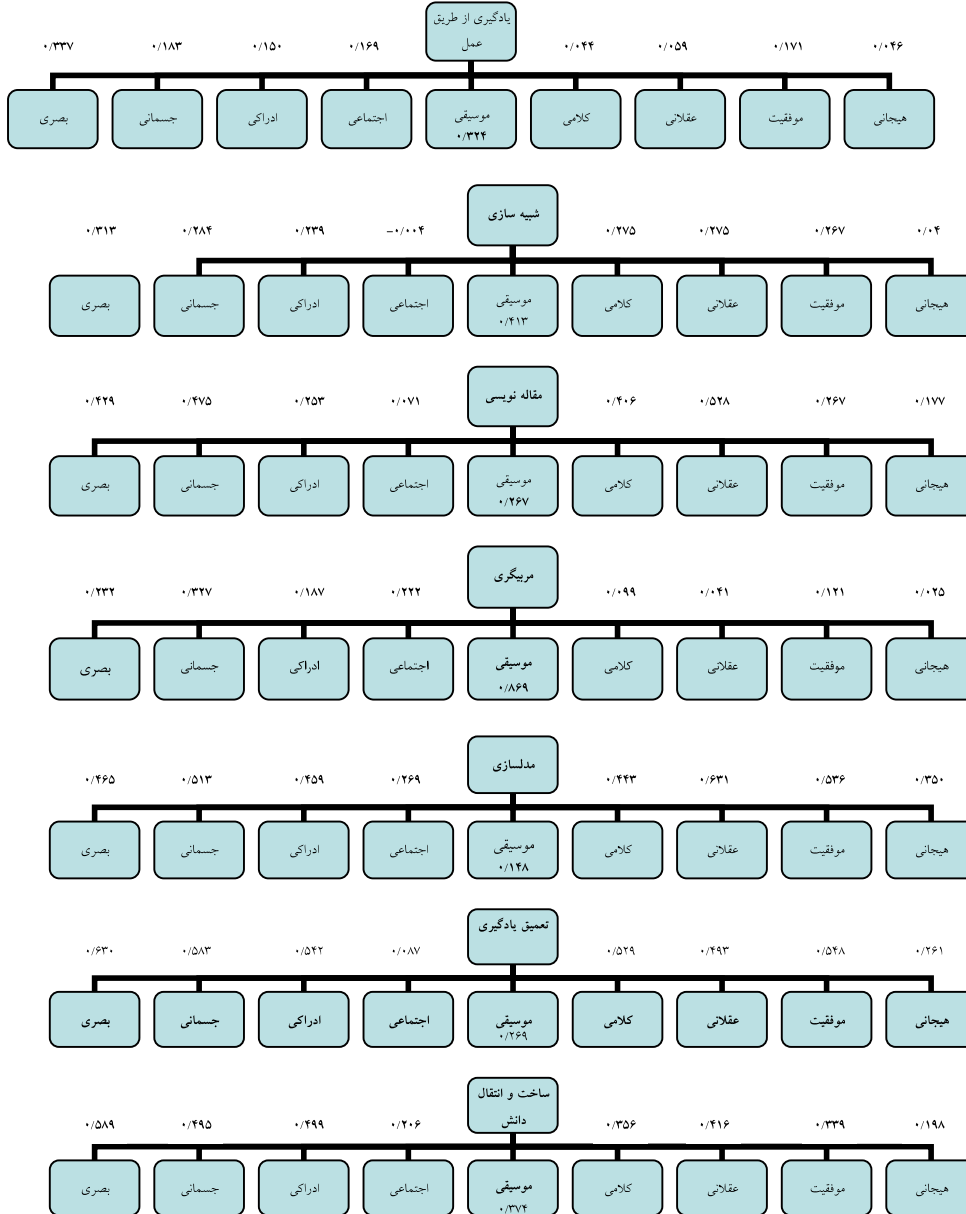 یادگیری از طریق
عمل
۰/۰۴۶ ۰/۱۷۱ ۰/۰۵۹ ۰/۰۴۴ ۰/۱۶۹ ۰/۱۵۰ ۰/۱۸۳ ۰/۳۳۷
هیجانی موفقیت عقلانی کلامی موسیقی اجتماعی ادراکی جسمانی بصری
۰/۳۲۴
شبیه سازی
۰/۰۴ ۰/۲۶۷ ۰/۲۷۵ ۰/۲۷۵ -۰/۰۰۴ ۰/۲۳۹ ۰/۲۸۴ ۰/۳۱۳
هیجانی موفقیت عقلانی کلامی موسیقی اجتماعی ادراکی جسمانی بصری
۰/۴۱۳
مقاله نویسی
۰/۱۷۷ ۰/۲۶۷ ۰/۵۲۸ ۰/۴۰۶ ۰/۰۷۱ ۰/۲۵۳ ۰/۴۷۵ ۰/۴۲۹
هیجانی موفقیت عقلانی کلامی موسیقی اجتماعی ادراکی جسمانی بصری
۰/۲۶۷
مربیگری
۰/۰۲۵ ۰/۱۲۱ ۰/۰۴۱ ۰/۰۹۹ ۰/۲۲۲ ۰/۱۸۷ ۰/۳۲۷ ۰/۲۳۲
هیجانی موفقیت عقلانی کلامی موسیقی اجتماعی ادراکی جسمانی بصری
۰/۸۶۹
مدلسازی
۰/۳۵۰ ۰/۵۳۶ ۰/۶۳۱ ۰/۴۴۳ ۰/۲۶۹ ۰/۴۵۹ ۰/۵۱۳ ۰/۴۶۵
هیجانی موفقیت عقلانی کلامی موسیقی اجتماعی ادراکی جسمانی بصری
۰/۱۴۸
تعمیق یادگیری
۰/۲۶۱ ۰/۵۴۸ ۰/۴۹۳ ۰/۵۲۹ ۰/۰۸۷ ۰/۵۴۲ ۰/۵۸۳ ۰/۶۳۰
هیجانی موفقیت عقلانی کلامی موسیقی اجتماعی ادراکی جسمانی بصری
۰/۲۶۹
ساخت و انتقال
دانش
۰/۱۹۸ ۰/۳۳۹ ۰/۴۱۶ ۰/۳۵۶ ۰/۲۰۶ ۰/۴۹۹ ۰/۴۹۵ ۰/۵۸۹
هیجانی موفقیت عقلانی کلامی موسیقی اجتماعی ادراکی جسمانی بصری
۰/۳۷۴